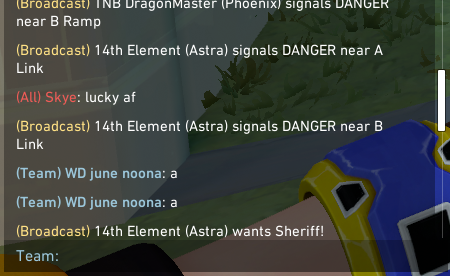 (Broadcast) TNB DragonMaster (Phoenix) signals DANGER
near B Ramp
(Broadcast) 14th Element (Astra) signals DANGER near A
Link
(All) Skye: lucky af
(Broadcast) 14th Element (Astra) signals DANGER near B
Link
(Team) WD june noona: a
(Team) WD june noona: a
(Broadcast) 14th Element (Astra) wants Sheriff!
Team: